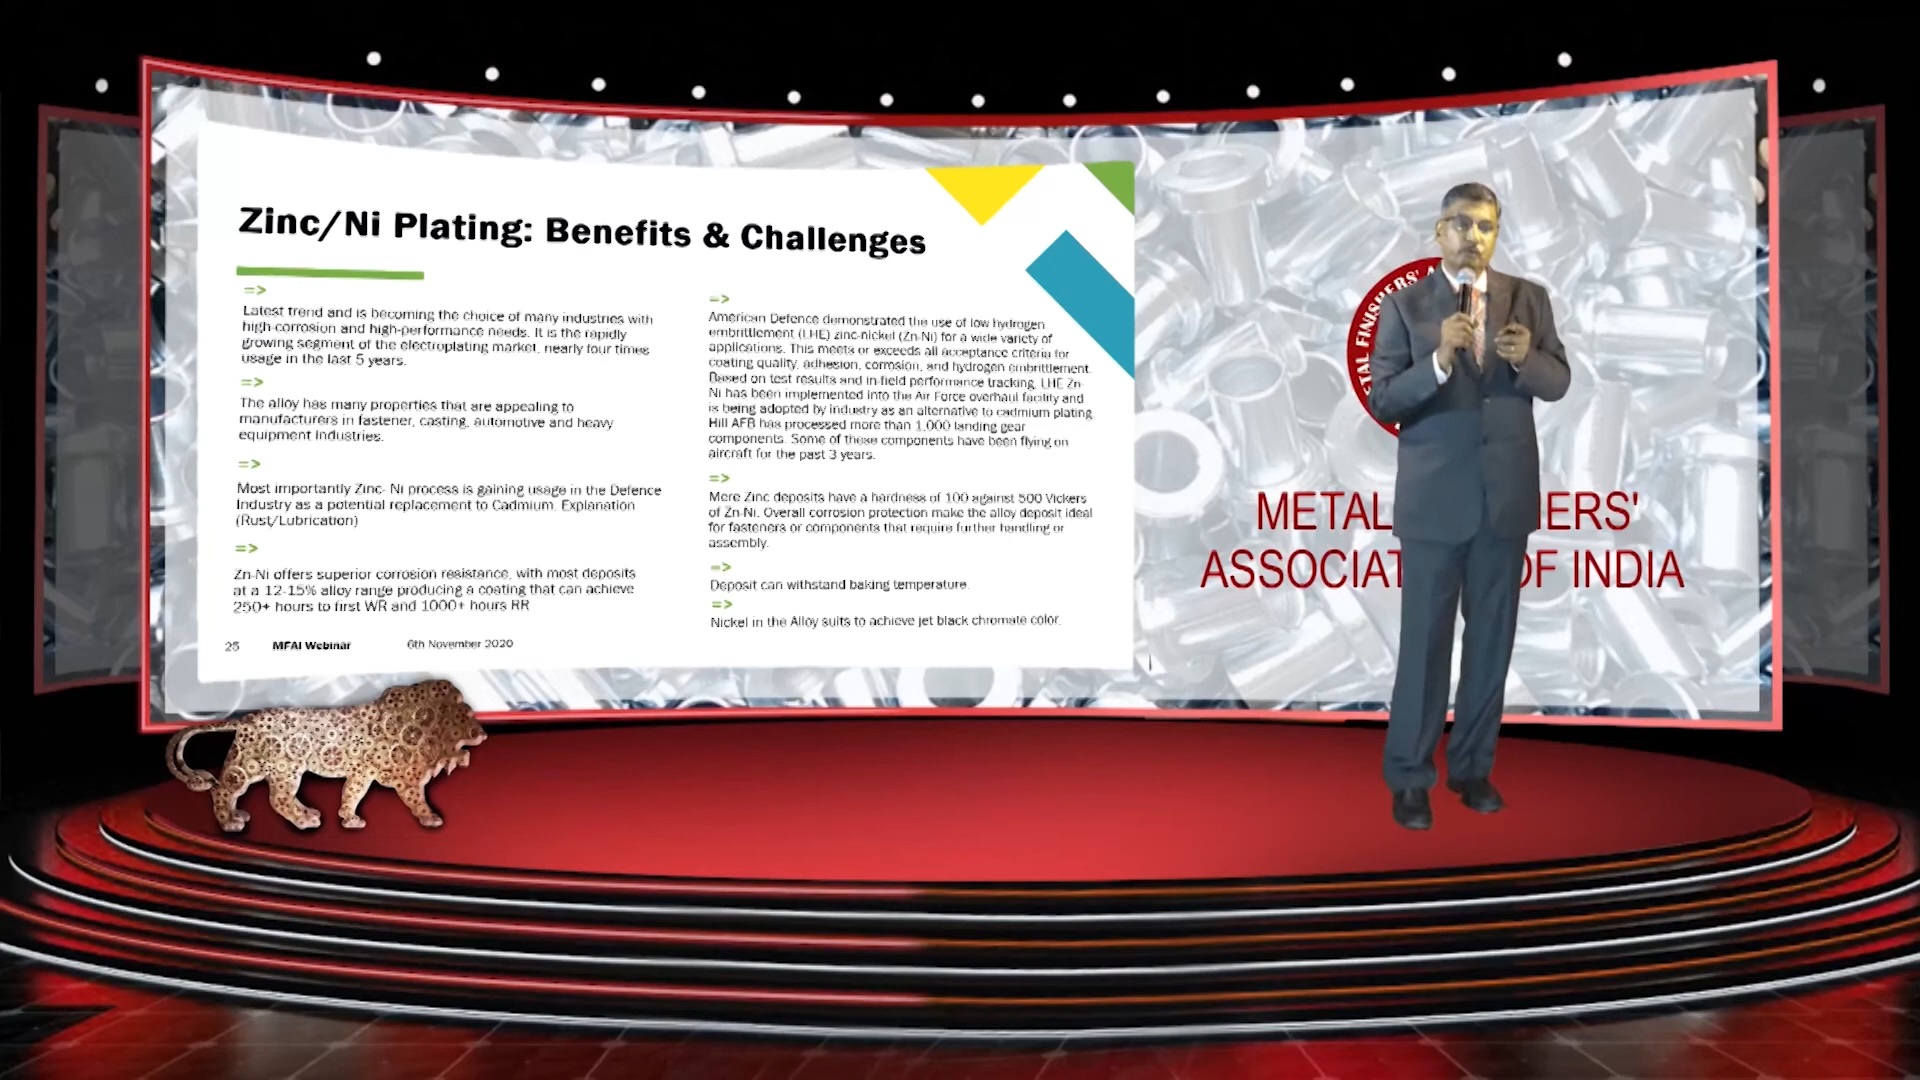 Zinc/Ni Plating: Benefits & Challenges
=>
Latest trend and is becoming the choice of many industries with
high-corrosion and high-performance needs. It is the rapidly
growing segment of the electroplating market, nearly four times
usage in the last 5 years.
=>
The alloy has many properties that are appealing to
manufacturers in fastener, casting, automotive and heavy
equipment industries.
=>
Most importantly Zinc- Ni process is gaining usage in the Defence
Industry as a potential replacement to Cadmium. Explanation
(Rust/Lubrication)
=>
Zn-Ni offers superior corrosion resistance, with most deposits
at a 12-15% alloy range producing a coating that can achieve
250+ hours to first WR and 1000+ hours RR
=>
American Defence demonstrated the use of low hydrogen
embrittlement (LHE) zinc-nickel (Zn-Ni) for a wide variety of
applications. This meets or exceeds all acceptance criteria for
coating quality, adhesion, corrosion, and hydrogen embrittlement.
Based on test results and in-field performance tracking, LHE Zn-
Ni has been implemented into the Air Force overhaul facility and
is being adopted by industry as an alternative to cadmium plating.
Hill AFB has processed more than 1,000 landing gear
components. Some of these components have been flying on
aircraft for the past 3 years.
=>
Mere Zinc deposits have a hardness of 100 against 500 Vickers
of Zn-Ni. Overall corrosion protection make the alloy deposit ideal
for fasteners or components that require further handling or
assembly.
=>
Deposit can withstand baking temperature.
=>
Nickel in the Alloy suits to achieve jet black chromate color.
25 MFAI Webinar 6th November 2020
TAL FINISHERS' A
METAL ERS'
ASSOCIAT OF INDIA